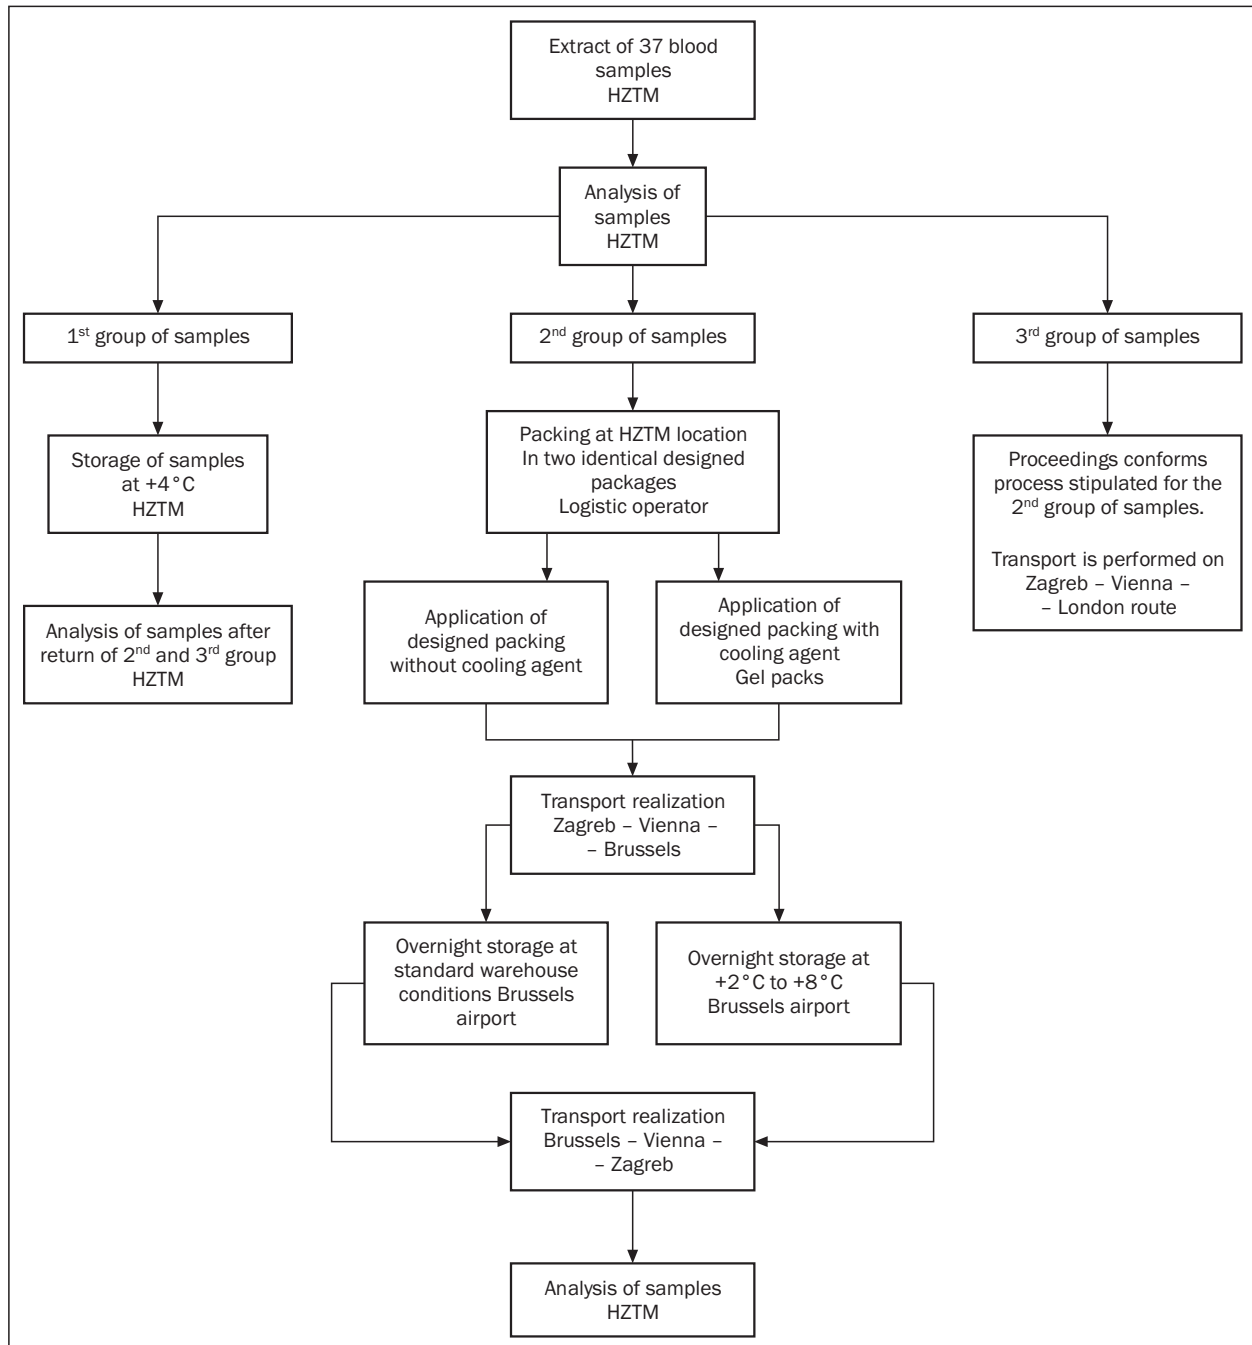 Extract of 37 blood
samples
HZTM
Analysis of
samples
HZTM
1st group of samples
2nd group of samples
3rd group of samples
Storage of samples
at +4°C
HZTM
Packing at HZTM location
In two identical designed
packages
Logistic operator
Proceedings conforms
process stipulated for the
2nd group of samples.
Transport is performed on
Zagreb – Vienna –
– London route
Analysis of samples after
return of 2nd and 3rd group
HZTM
Application of
designed packing
without cooling agent
Application of
designed packing with
cooling agent
Gel packs
Transport realization
Zagreb – Vienna –
– Brussels
Overnight storage at
standard warehouse
conditions Brussels
airport
Overnight storage at
+2°C to +8°C
Brussels airport
Transport realization
Brussels – Vienna –
– Zagreb
Analysis of samples
HZTM